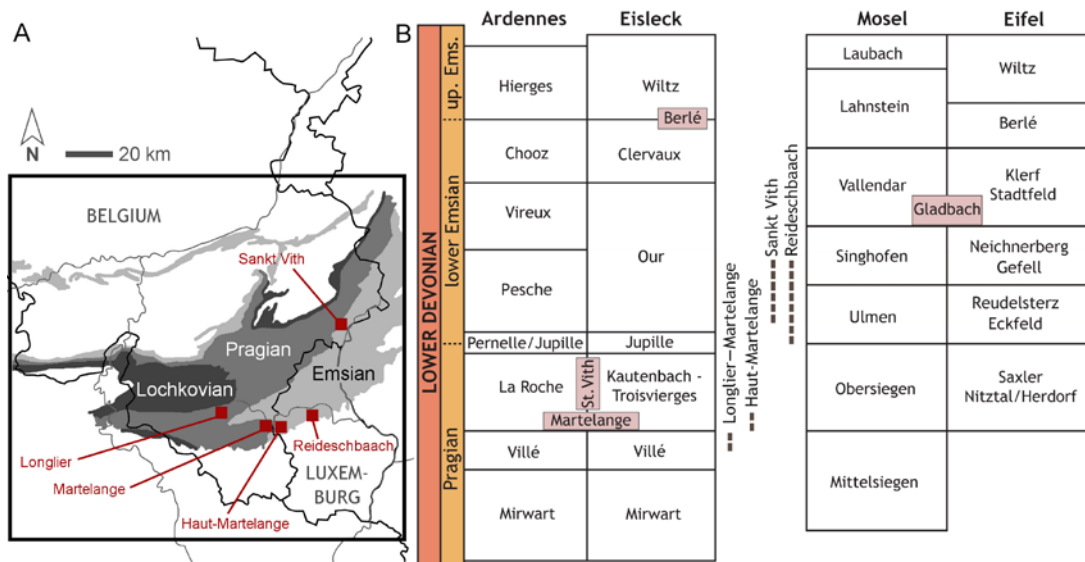 A
N
20 km
BELGIUM
Sankt Vith
Pragian
Emsian
Lochkovian
Longlier
Martelange
Haut-Martelange
Reideschbaach
LUXEM-
BURG
B
Ardennes
Eisleck
LOWER DEVONIAN
up. Ems.
lower Emsian
Pragian
Hierges
Wiltz
Berlé
Chooz
Clervaux
Vireux
Our
Pesche
Pernelle/Jupille
Jupille
La Roche
St. Vith
Kautenbach -
Troisvierges
Martelange
Villé
Villé
Mirwart
Mirwart
Longlier—Martelange
Haut-Martelange
Sankt Vith
Reideschbaach
Mosel
Eifel
Laubach
Wiltz
Lahnstein
Berlé
Vallendar
Klerf
Stadtfeld
Gladbach
Singhofen
Neichnerberg
Gefell
Ulmen
Reudelsterz
Eckfeld
Obersiegen
Saxler
Nitztal/Herdorf
Mittelsiegen